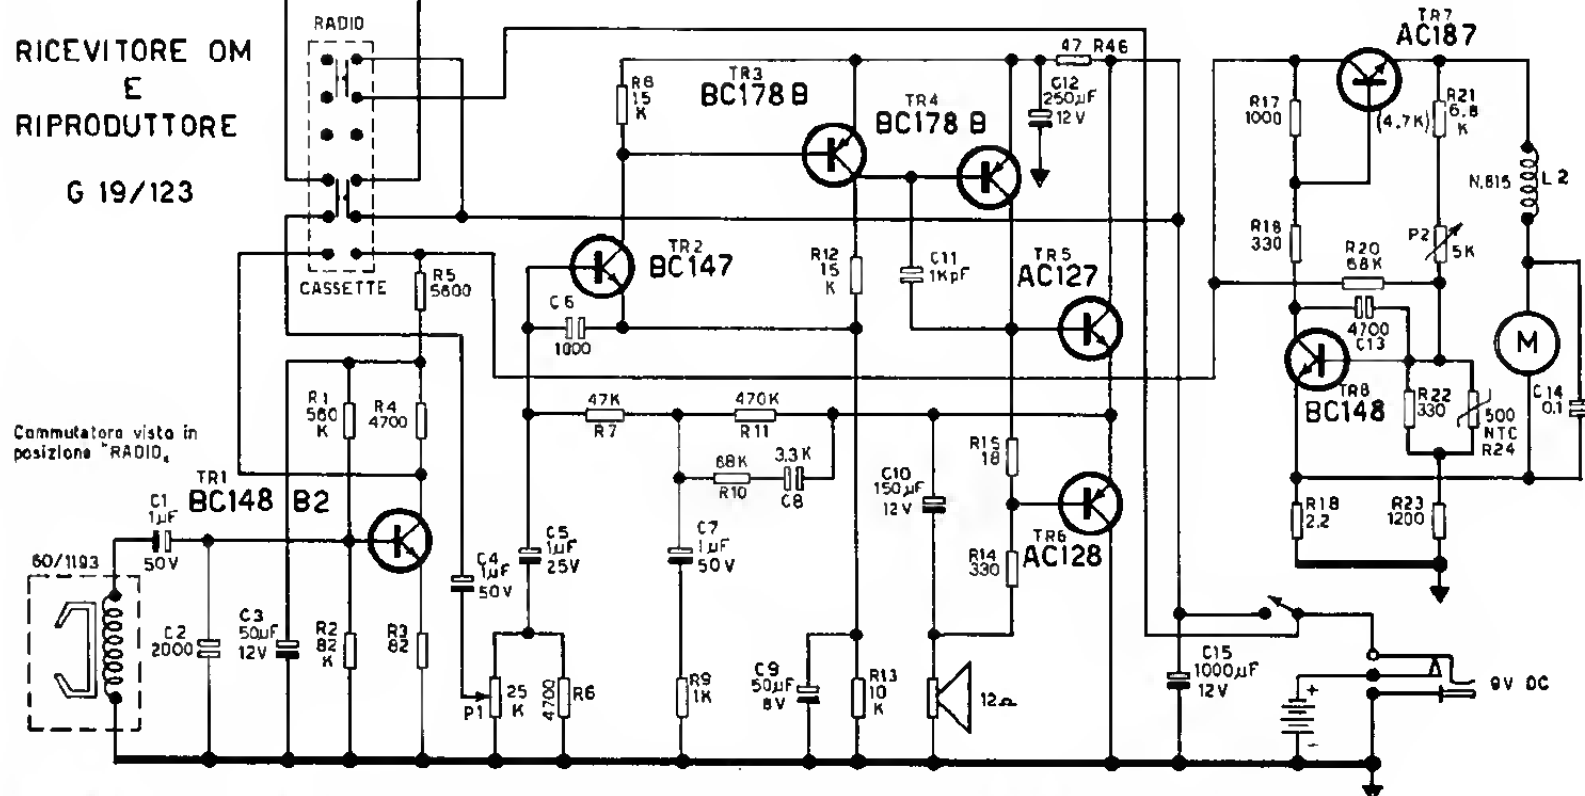 RICEVITORE OM
E
RIPRODUTTORE
G 19/123
RADIO
CASSETTE
Commutatore visto in
posizione "RADIO„
R5
5600
R8
15
K
TR3
BC178 B
TR4
BC178 B
C12
250µF
12V
47 R46
TR7
AC187
R17
1000
(4.7K)
R21
6.8
K
N.815
L2
R18
330
P2
5K
R20
68K
4700
C13
TR2
BC147
C6
1000
R12
15
K
C11
1KpF
TR5
AC127
M
C14
0.1
TR8
BC148
R22
330
500
NTC
R24
R1
560
K
R4
4700
47K
R7
470K
R11
68K
R10
3.3K
C8
R15
18
C10
150µF
12V
TR1
BC148 B2
C1
1µF
50V
60/1193
C2
2000
C3
50µF
12V
R2
82
K
R3
82
C4
1µF
50V
C5
1µF
25V
C7
1µF
50V
TR6
AC128
R14
330
R18
2.2
R23
1200
P1
25
K
4700
R6
R9
1K
C9
50µF
8V
R13
10
K
12Ω
C15
1000µF
12V
+
-
9V DC